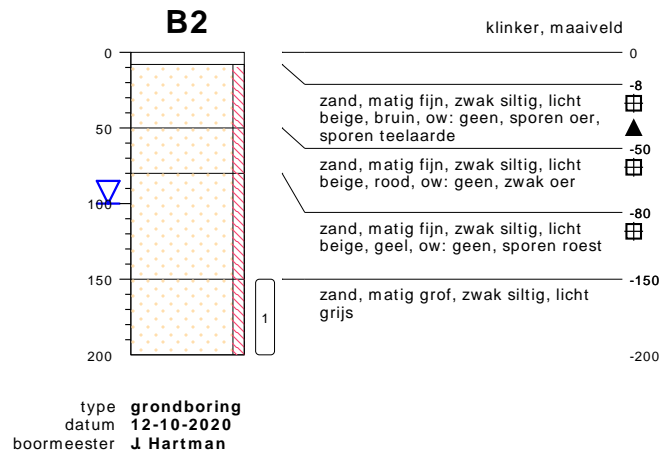 B2
klinker, maaiveld
0
0
-8
zand, matig fijn, zwak siltig, licht
beige, bruin, ow: geen, sporen oer,
sporen teelaarde
50
-50
zand, matig fijn, zwak siltig, licht
beige, rood, ow: geen, zwak oer
100
-80
zand, matig fijn, zwak siltig, licht
beige, geel, ow: geen, sporen roest
150
-150
zand, matig grof, zwak siltig, licht
grijs
1
200
-200
type grondboring
datum 12-10-2020
boormeester J. Hartman